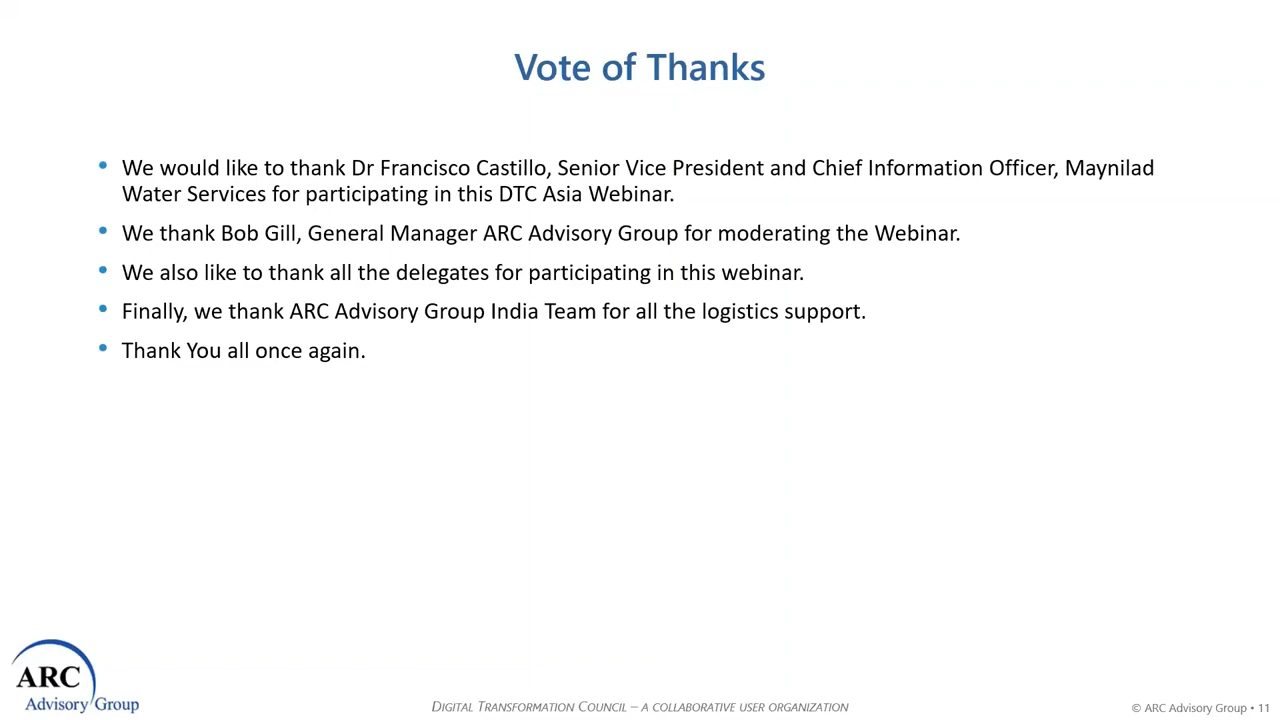 Vote of Thanks
• We would like to thank Dr Francisco Castillo, Senior Vice President and Chief Information Officer, Maynilad
Water Services for participating in this DTC Asia Webinar.
• We thank Bob Gill, General Manager ARC Advisory Group for moderating the Webinar.
• We also like to thank all the delegates for participating in this webinar.
• Finally, we thank ARC Advisory Group India Team for all the logistics support.
• Thank You all once again.
ARC
Advisory Group
DIGITAL TRANSFORMATION COUNCIL – A COLLABORATIVE USER ORGANIZATION
© ARC Advisory Group • 11